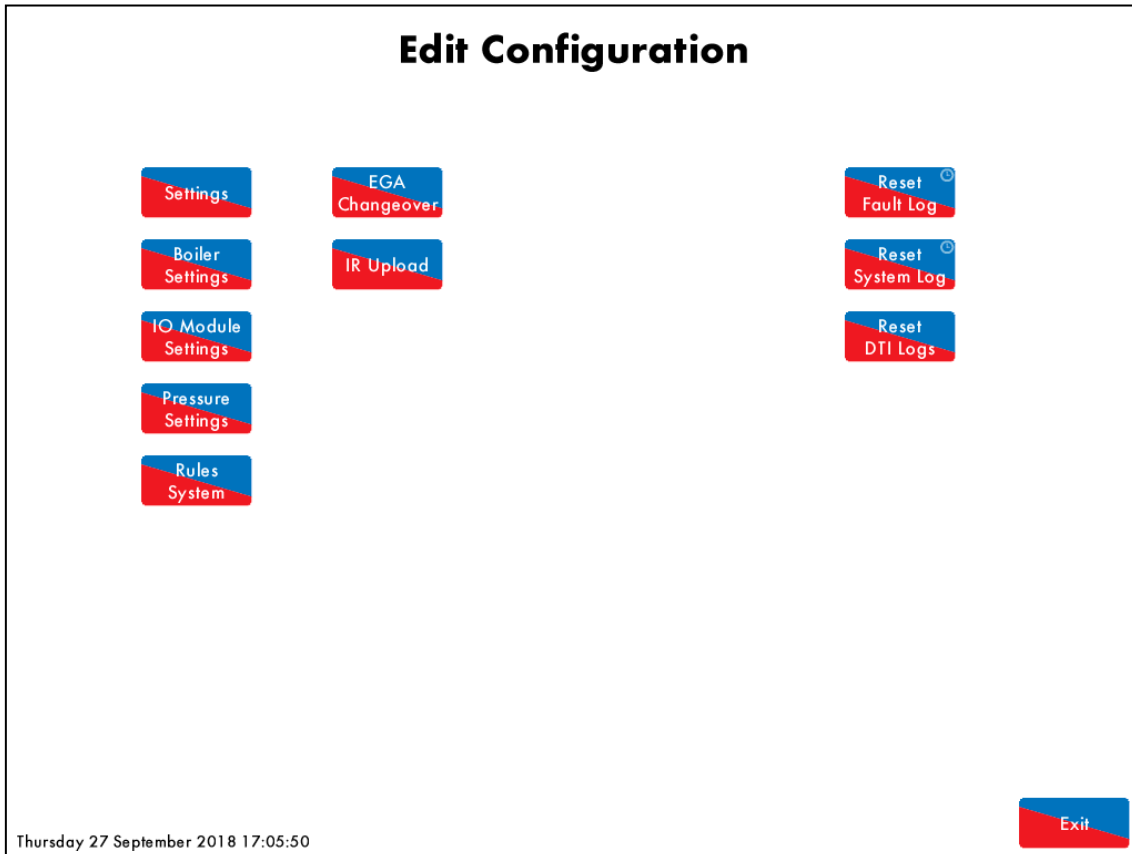 Edit Configuration
Settings
EGA
Changeover
Reset
Fault Log
Boiler
Settings
IR Upload
Reset
System Log
IO Module
Settings
Reset
DTI Logs
Pressure
Settings
Rules
System
Thursday 27 September 2018 17:05:50
Exit